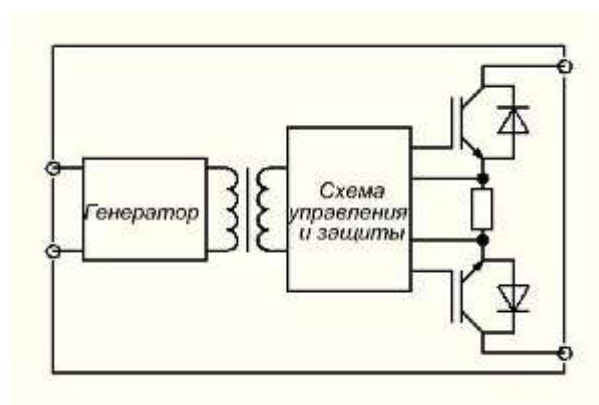 Генератор
Схема
управления
и защиты